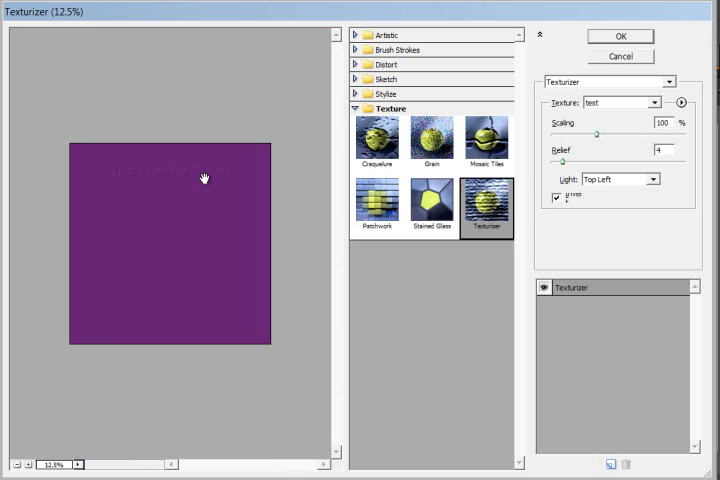 Texturizer (12.5%)
Artistic
Brush Strokes
Distort
Sketch
Stylize
Texture
Craquelure
Grain
Mosaic Tiles
Patchwork
Stained Glass
Texturizer
12.5%
OK
Cancel
Texturizer
Texture: test
Scaling 100 %
Relief 4
Light: Top Left
Texturizer